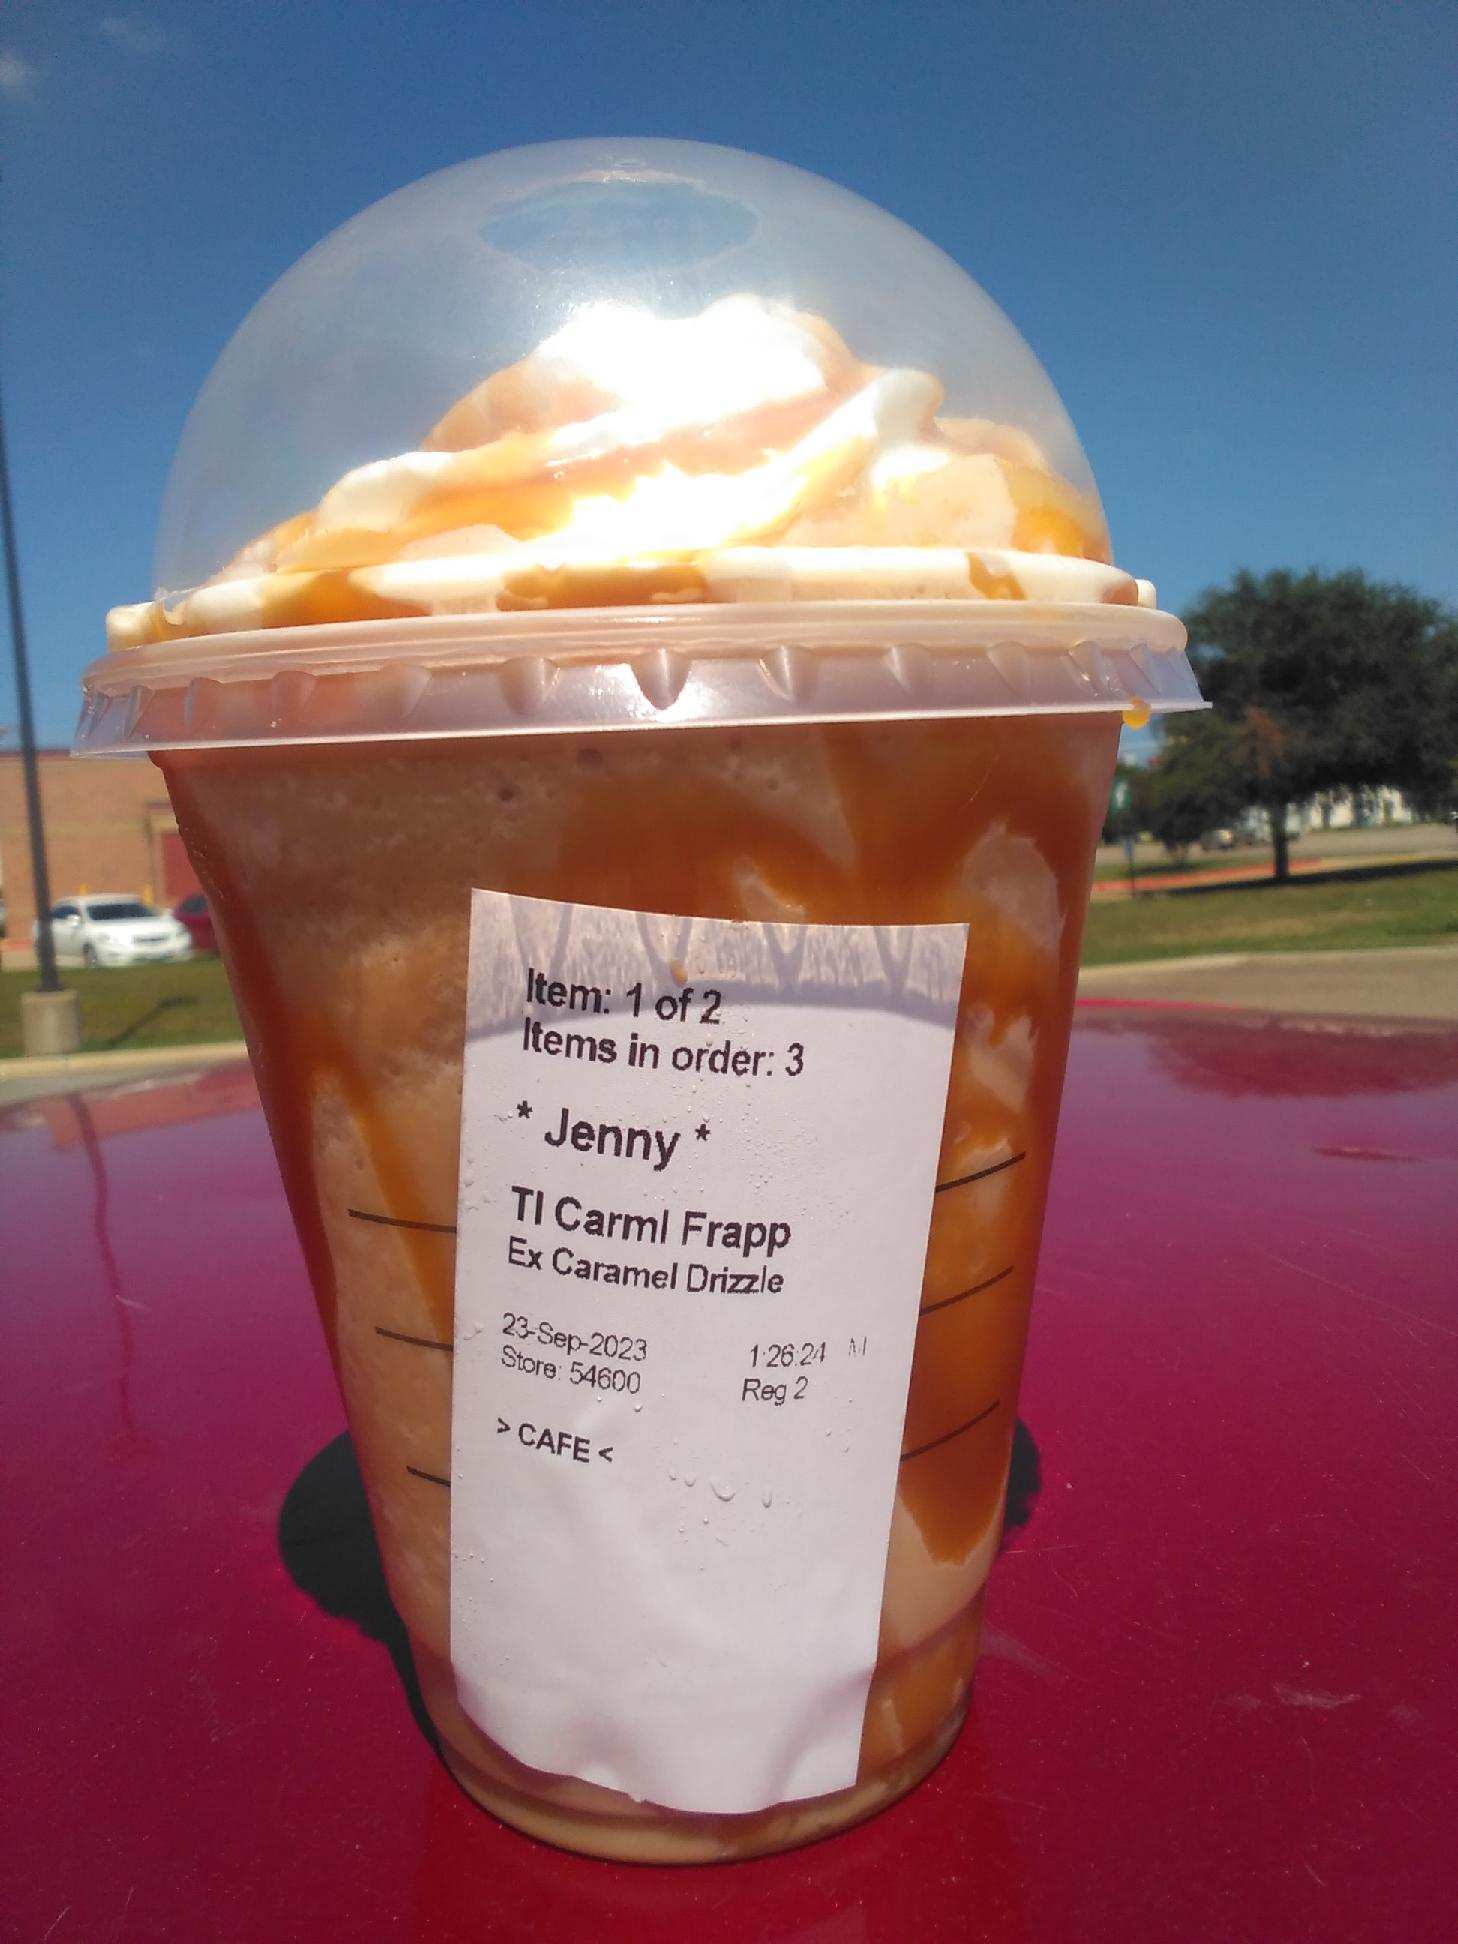 Item: 1 of 2
Items in order: 3
* Jenny *
Tl Carml Frapp
Ex Caramel Drizzle
23-Sep-2023 1:26:24 M
Store: 54600 Reg 2
> CAFE <